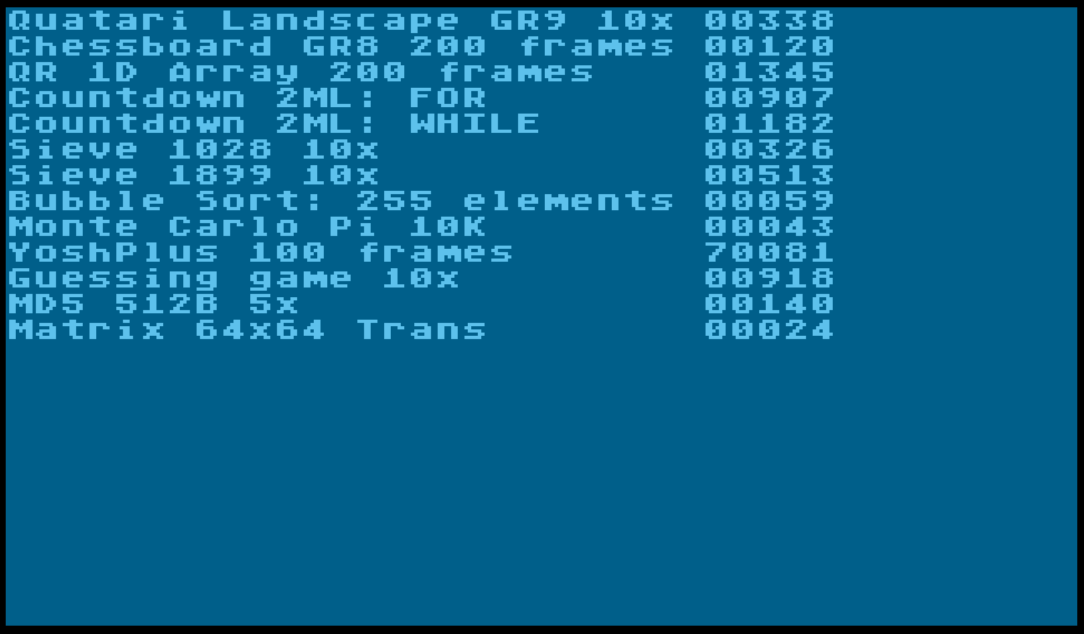 Quatari Landscape GR9 10x 00338
Chessboard GR8 200 frames 00120
QR 1D Array 200 frames 01345
Countdown 2ML: FOR 00907
Countdown 2ML: WHILE 01182
Sieve 1028 10x 00326
Sieve 1899 10x 00513
Bubble Sort: 255 elements 00059
Monte Carlo Pi 10K 00043
YoshPlus 100 frames 70081
Guessing game 10x 00918
MD5 512B 5x 00140
Matrix 64x64 Trans 00024